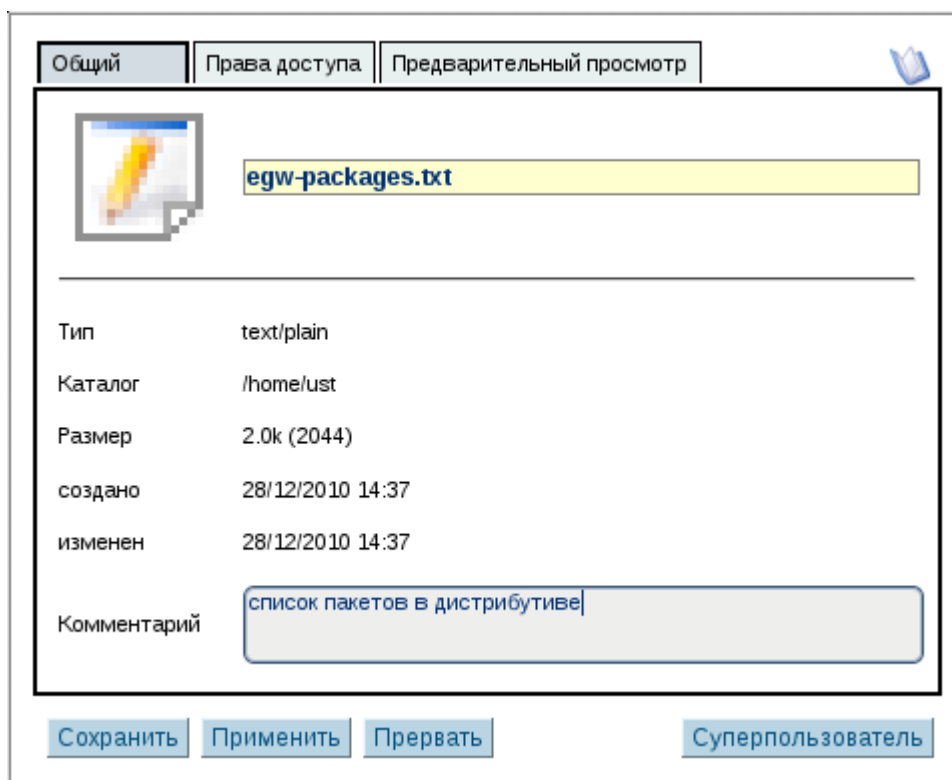 Общий Права доступа Предварительный просмотр
egw-packages.txt
Тип text/plain
Каталог /home/ust
Размер 2.0k (2044)
создано 28/12/2010 14:37
изменен 28/12/2010 14:37
Комментарий список пакетов в дистрибутиве
Сохранить Применить Прервать Суперпользователь